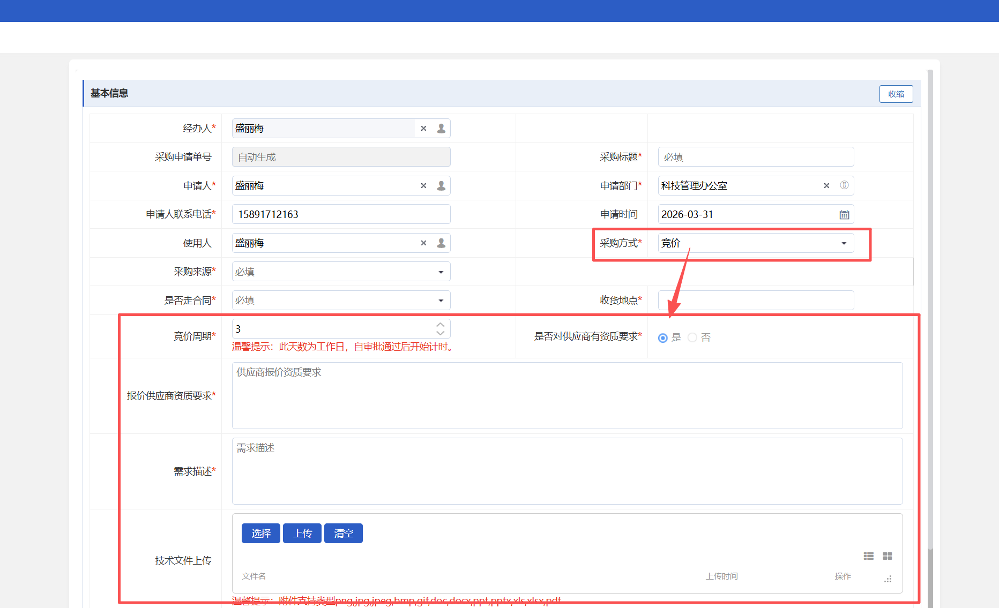 基本信息
收缩
经办人*
盛丽梅
采购申请单号
自动生成
采购标题*
必填
申请人*
盛丽梅
申请部门*
科技管理办公室
申请人联系电话*
15891712163
申请时间
2026-03-31
使用人
盛丽梅
采购方式*
竞价
采购来源*
必填
是否走合同*
必填
收货地点*
竞价周期*
3
温馨提示：此天数为工作日，自审批通过后开始计时。
是否对供应商有资质要求*
是 否
报价供应商资质要求*
供应商报价资质要求
需求描述*
需求描述
技术文件上传
选择 上传 清空
文件名 上传时间 操作
温馨提示：附件支持类型png,jpg,jpeg,bmp,gif,doc,docx,ppt,pptx,xls,xlsx,pdf